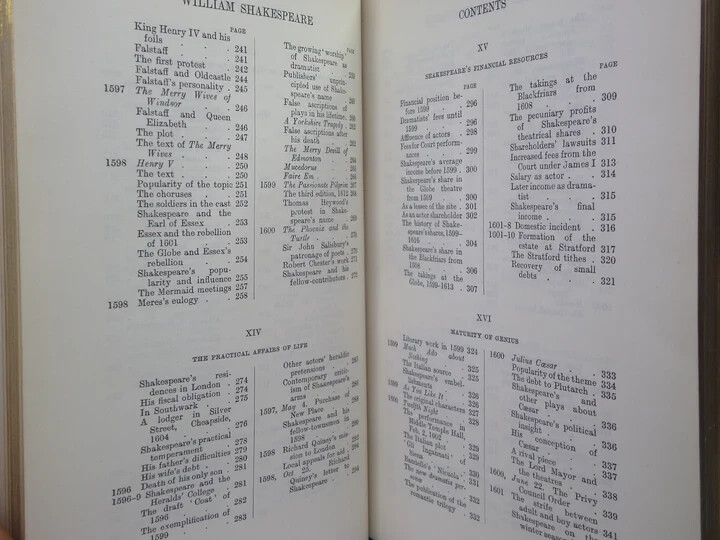 WILLIAM SHAKESPEARE
PAGE
King Henry IV and his
foils . . . 241
Falstaff . . . 241
The first protest . 242
Falstaff and Oldcastle 244
Falstaff's personality . 245
1597 The Merry Wives of
Windsor . . 246
Falstaff and Queen
Elizabeth . . 246
The plot . . . 247
The text of The Merry
Wives . . . 248
1598 Henry V . . . 250
The text . . . 250
Popularity of the topic 251
The choruses . . 251
The soldiers in the cast 252
Shakespeare and the
Earl of Essex . . 253
Essex and the rebellion
of 1601 . . . 253
The Globe and Essex's
rebellion . . 254
Shakespeare's popu-
larity and influence 255
The Mermaid meetings 257
1598 Meres's eulogy . . 258
PAGE
The growing 'worship'
of Shakespeare as
dramatist .
Publishers' unprin-
cipled use of Shake-
speare's name
False ascriptions of
plays in his lifetime
A Yorkshire Tragedy
False ascriptions after
his death
The Merry Devill of
Edmonton
Mucedorus
Faire Em
1599 The Passionate Pilgrim
The third edition, 1612
Thomas Heywood's
protest in Shake-
speare's name
1600 The Phoenix and the
Turtle
Sir John Salisbury's
patronage of poets
Robert Chester's work
Shakespeare and his
fellow-contributors
XIV
THE PRACTICAL AFFAIRS OF LIFE
Shakespeare's resi-
dences in London . 274
His fiscal obligation . 274
In Southwark . . 275
A lodger in Silver
Street, Cheapside,
1604 . . . 276
Shakespeare's practical
temperament . 278
His father's difficulties 279
His wife's debt . . 280
1596 Death of his only son . 281
1596-9 Shakespeare and the
Heralds' College . 281
The draft 'Coat' of
1596 . . . 282
The exemplification of
1599 . . . 283
Other actors' heraldic
pretensions
Contemporary critic-
ism of Shakespeare's
arms
1597, May 4. Purchase of
New Place
Shakespeare and his
fellow-townsmen in
1598
1598 Richard Quiney's mis-
sion to London
Local appeals for aid
1598, Oct 25. Richard
Quiney's letter to
Shakespeare
CONTENTS
XV
SHAKESPEARE'S FINANCIAL RESOURCES
PAGE
Financial position be-
fore 1599 . . 296
Dramatists' fees until
1599 . . . 296
Affluence of actors . 298
Fees for Court perform-
ances . . . 299
Shakespeare's average
income before 1599 . 300
Shakespeare's share in
the Globe theatre
from 1599 . . 300
As a lessee of the site . 301
As an actor shareholder 302
The history of Shake-
speare's shares, 1599-
1616 . . . 304
Shakespeare's share in
the Blackfriars from
1608 . . . 306
The takings at the
Globe, 1599-1613 . 307
PAGE
The takings at the
Blackfriars from
1608 . . . 309
The pecuniary profits
of Shakespeare's
theatrical shares . 310
Shareholders' lawsuits 311
Increased fees from the
Court under James I 313
Salary as actor . . 314
Later income as drama-
tist . . . 315
Shakespeare's final
income . . . 315
1601-8 Domestic incident . 316
1601-10 Formation of the
estate at Stratford 317
The Stratford tithes . 320
Recovery of small
debts . . . 321
XVI
MATURITY OF GENIUS
Literary work in 1599 324
1599 Much Ado about
Nothing . . 325
The Italian source . 325
Shakespeare's embel-
lishments . . 326
1599 As You Like It . . 326
The original characters 327
1600 Twelfth Night . . 327
The performance in
Middle Temple Hall,
Feb. 2, 1602 . 328
The Italian plot . 329
'Gli Ingannati' of
Siena . . . 330
Bandello's 'Nicuola' . 331
The new dramatis per-
sonæ . . . 332
The publication of the
romantic trilogy . 332
1600 Julius Cæsar . . 333
Popularity of the theme 334
The debt to Plutarch . 335
Shakespeare's and
other plays about
Cæsar . . . 336
Shakespeare's political
insight . . . 336
His conception of
Cæsar . . . 337
A rival piece . . 337
The Lord Mayor and
the theatres . . 337
1600, June 22. The Privy
Council Order . 338
1601 The strife between
adult and boy actors 341
Shakespeare on the
winter season